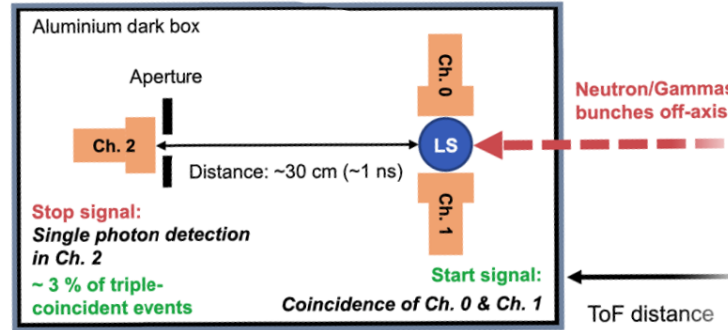 Aluminium dark box
Aperture
Ch. 0
Neutron/Gammas
bunches off-axis
Ch. 2
LS
Distance: ~30 cm (~1 ns)
Ch. 1
Stop signal:
Single photon detection
in Ch. 2
~ 3 % of triple-
coincident events
Start signal:
Coincidence of Ch. 0 & Ch. 1
ToF distance